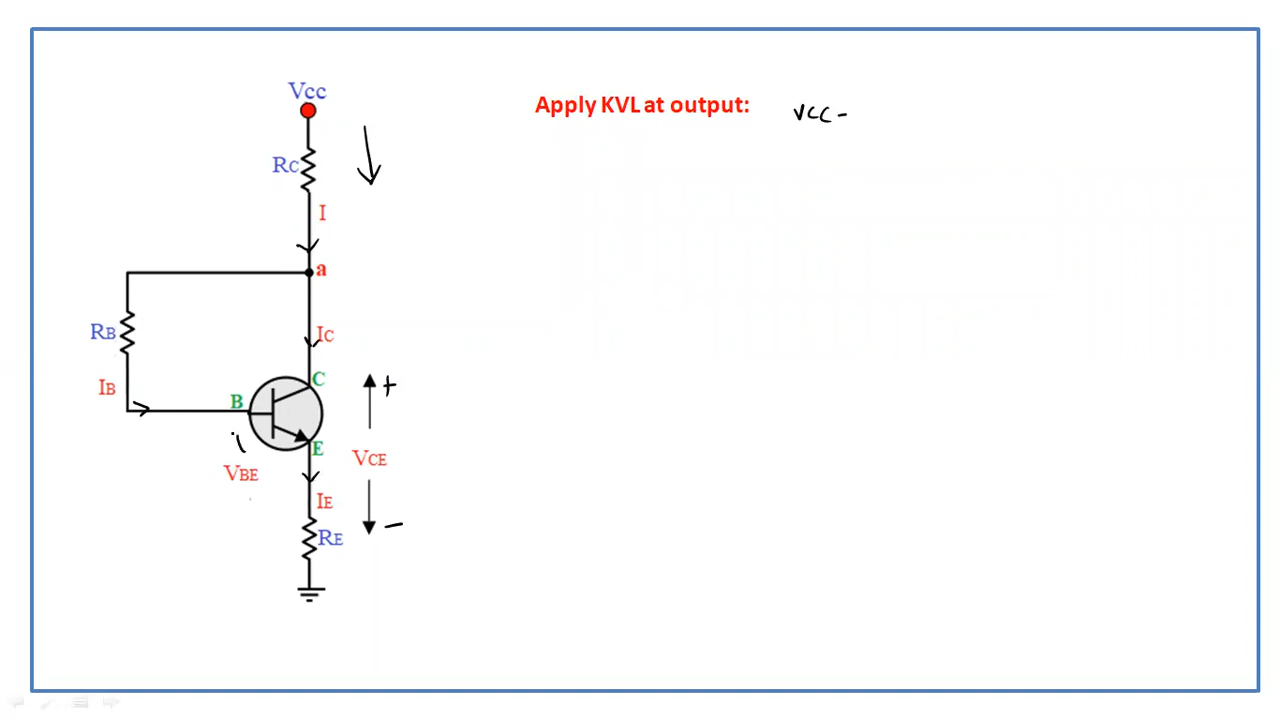 Vcc
Apply KVL at output: VCC -
RC
I
a
RB
IC
IB
C
+
B
E
VCE
VBE
IE
-
RE